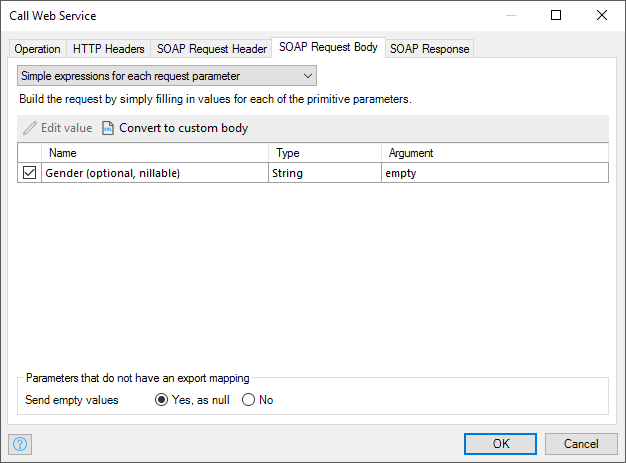 Call Web Service
Operation HTTP Headers SOAP Request Header SOAP Request Body SOAP Response
Simple expressions for each request parameter
Build the request by simply filling in values for each of the primitive parameters.
Edit value Convert to custom body
Name Type Argument
Gender (optional, nillable) String empty
Parameters that do not have an export mapping
Send empty values Yes, as null No
? OK Cancel